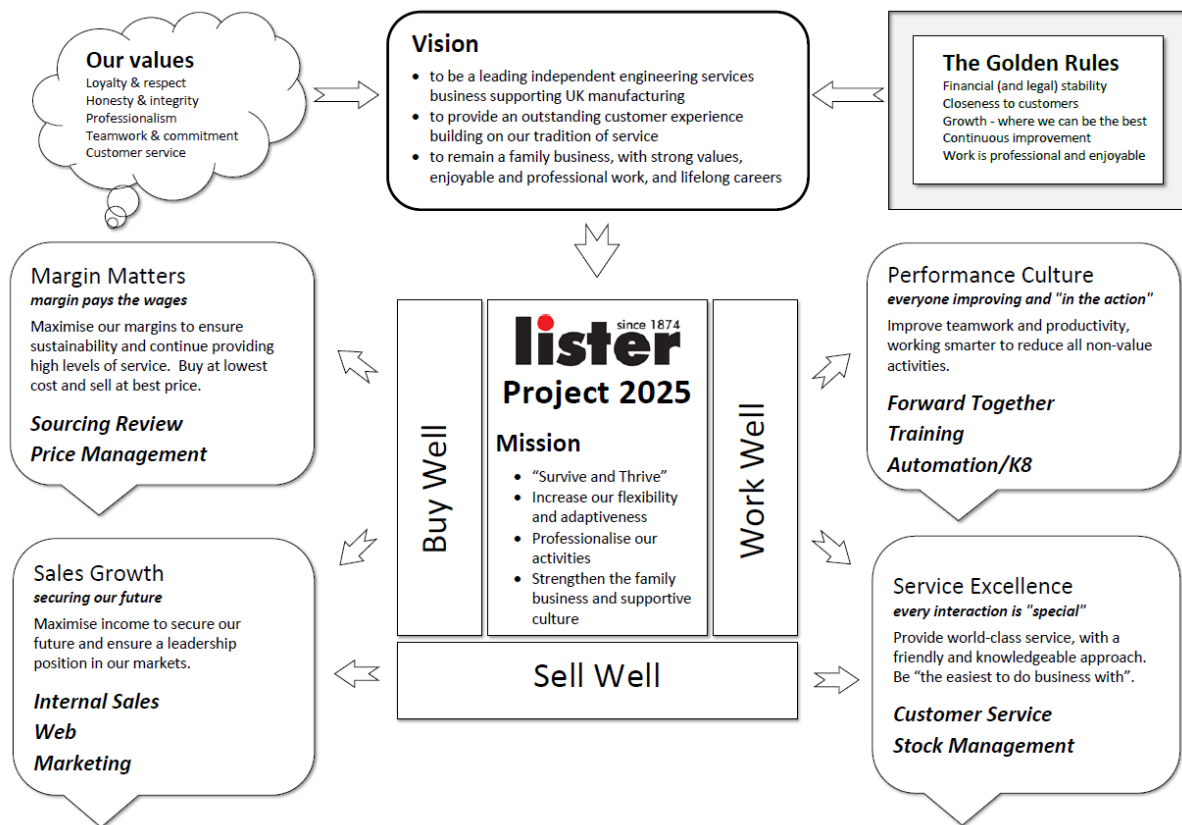 Our values
Loyalty & respect
Honesty & integrity
Professionalism
Teamwork & commitment
Customer service
Vision
• to be a leading independent engineering services
business supporting UK manufacturing
• to provide an outstanding customer experience
building on our tradition of service
• to remain a family business, with strong values,
enjoyable and professional work, and lifelong careers
The Golden Rules
Financial (and legal) stability
Closeness to customers
Growth - where we can be the best
Continuous improvement
Work is professional and enjoyable
Margin Matters
margin pays the wages
Maximise our margins to ensure
sustainability and continue providing
high levels of service.  Buy at lowest
cost and sell at best price.
Sourcing Review
Price Management
Buy Well
since 1874
lister
Project 2025
Mission
• “Survive and Thrive”
• Increase our flexibility
and adaptiveness
• Professionalise our
activities
• Strengthen the family
business and supportive
culture
Work Well
Sell Well
Performance Culture
everyone improving and "in the action"
Improve teamwork and productivity,
working smarter to reduce all non-value
activities.
Forward Together
Training
Automation/K8
Sales Growth
securing our future
Maximise income to secure our
future and ensure a leadership
position in our markets.
Internal Sales
Web
Marketing
Service Excellence
every interaction is "special"
Provide world-class service, with a
friendly and knowledgeable approach.
Be “the easiest to do business with”.
Customer Service
Stock Management